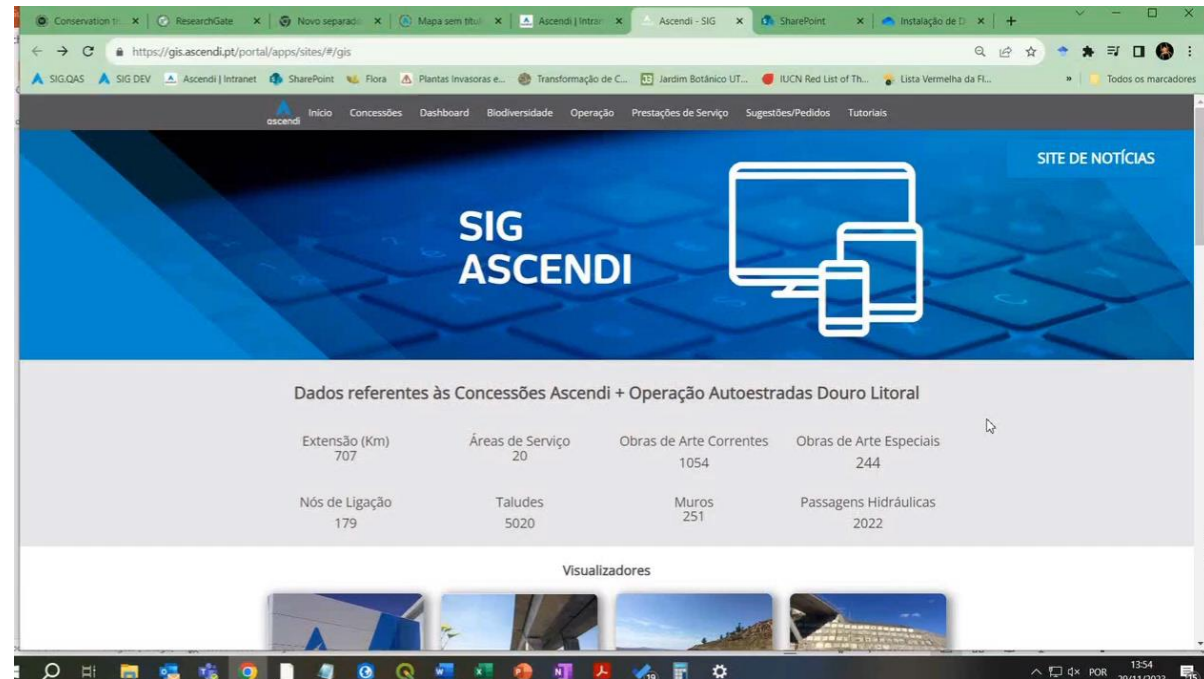 Conservation tr
ResearchGate
Novo separado
Mapa sem títul
Ascendi | Intran
Ascendi - SIG
SharePoint
Instalação de D
https://gis.ascendi.pt/portal/apps/sites/#/gis
SIG.QAS
SIG DEV
Ascendi | Intranet
SharePoint
Flora
Plantas Invasoras e...
Transformação de C...
Jardim Botânico UT...
IUCN Red List of Th...
Lista Vermelha da Fl...
»
Todos os marcadores
ascendi
Início
Concessões
Dashboard
Biodiversidade
Operação
Prestações de Serviço
Sugestões/Pedidos
Tutoriais
SITE DE NOTÍCIAS
SIG
ASCENDI
Dados referentes às Concessões Ascendi + Operação Autoestradas Douro Litoral
Extensão (Km)
707
Áreas de Serviço
20
Obras de Arte Correntes
1054
Obras de Arte Especiais
244
Nós de Ligação
179
Taludes
5020
Muros
251
Passagens Hidráulicas
2022
Visualizadores
POR
13:54
20/11/2023